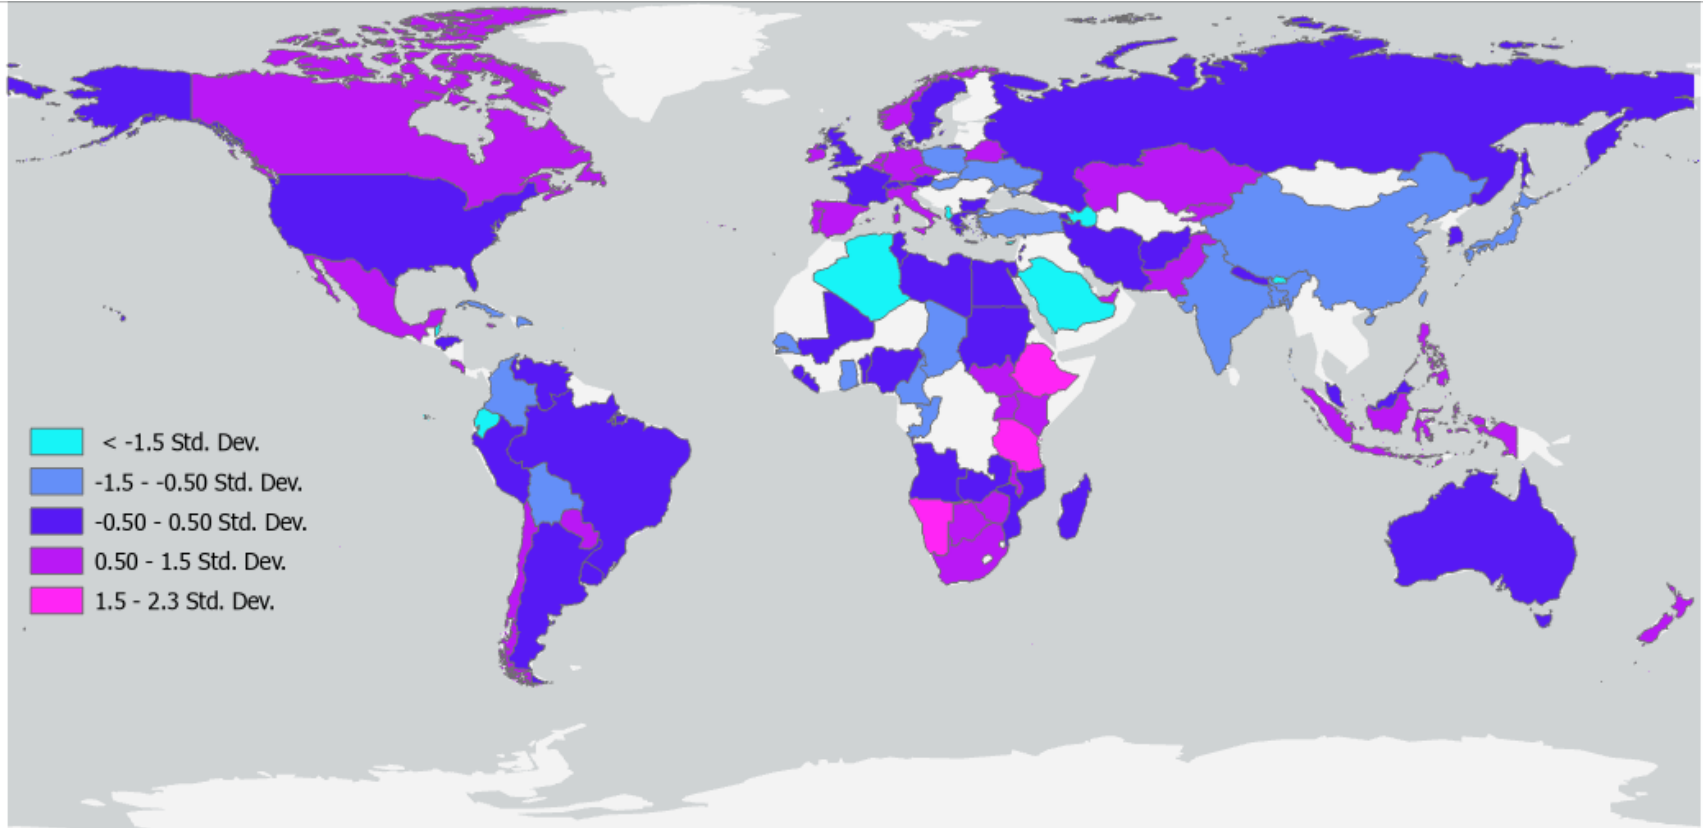 < -1.5 Std. Dev.
-1.5 - -0.50 Std. Dev.
-0.50 - 0.50 Std. Dev.
0.50 - 1.5 Std. Dev.
1.5 - 2.3 Std. Dev.